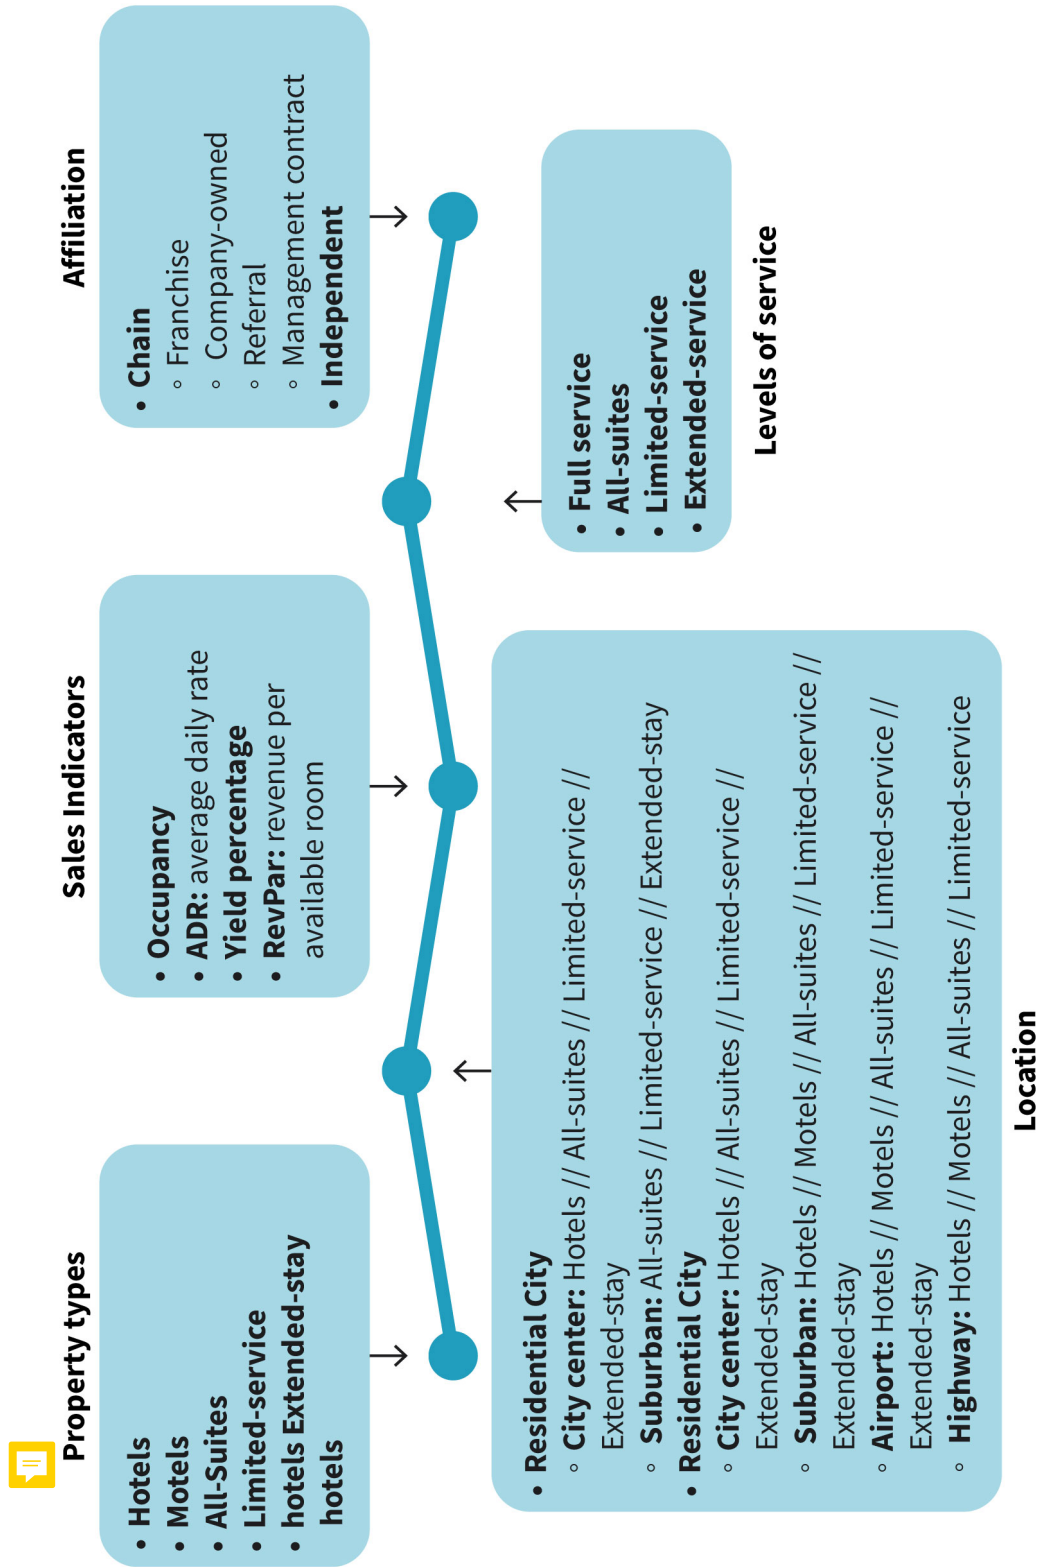 Property types
• Hotels
• Motels
• All-Suites
• Limited-service
• hotels Extended-stay
hotels
Location
• Residential City
◦ City center: Hotels // All-suites // Limited-service //
Extended-stay
◦ Suburban: All-suites // Limited-service // Extended-stay
• Residential City
◦ City center: Hotels // All-suites // Limited-service //
Extended-stay
◦ Suburban: Hotels // Motels // All-suites // Limited-service //
Extended-stay
◦ Airport: Hotels // Motels // All-suites // Limited-service //
Extended-stay
◦ Highway: Hotels // Motels // All-suites // Limited-service
Sales Indicators
• Occupancy
• ADR: average daily rate
• Yield percentage
• RevPar: revenue per
available room
Levels of service
• Full service
• All-suites
• Limited-service
• Extended-service
Affiliation
• Chain
◦ Franchise
◦ Company-owned
◦ Referral
◦ Management contract
• Independent